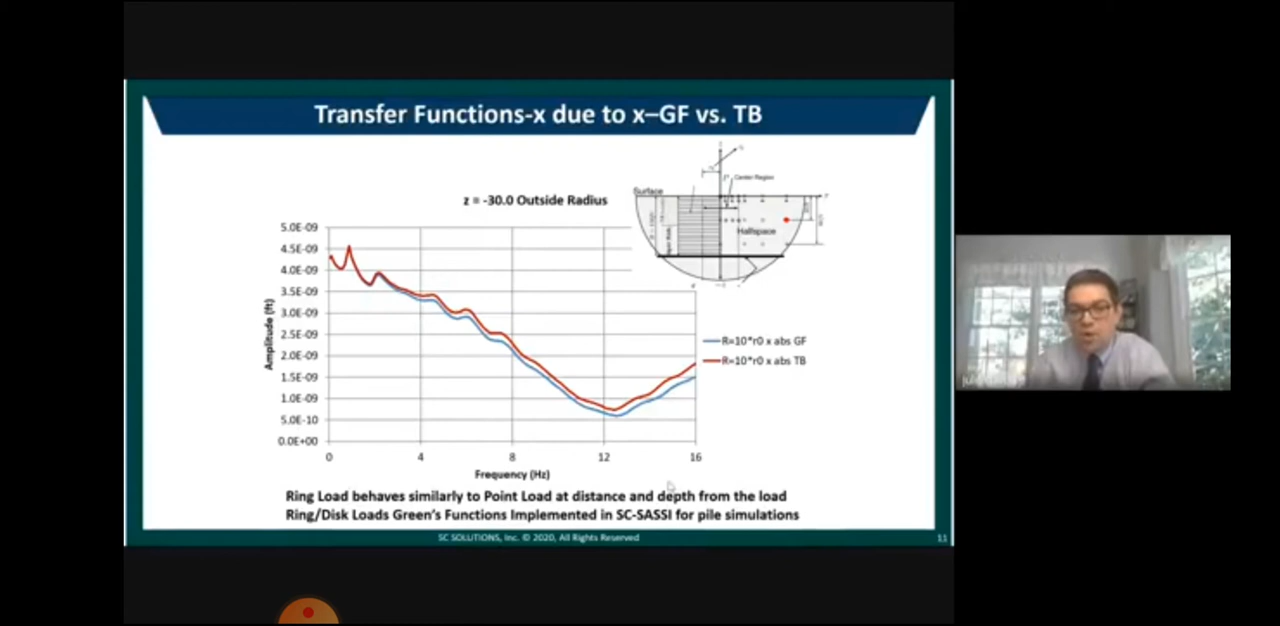 Transfer Functions-x due to x–GF vs. TB
z = -30.0 Outside Radius
Surface
Center Region
Halfspace
5.0E-09
4.5E-09
4.0E-09
3.5E-09
3.0E-09
2.5E-09
2.0E-09
1.5E-09
1.0E-09
5.0E-10
0.0E+00
Amplitude (ft)
0 4 8 12 16
Frequency (Hz)
R=10*r0 x abs GF
R=10*r0 x abs TB
Ring Load behaves similarly to Point Load at distance and depth from the load
Ring/Disk Loads Green's Functions Implemented in SC-SASSI for pile simulations
SC SOLUTIONS, Inc. © 2020, All Rights Reserved
11